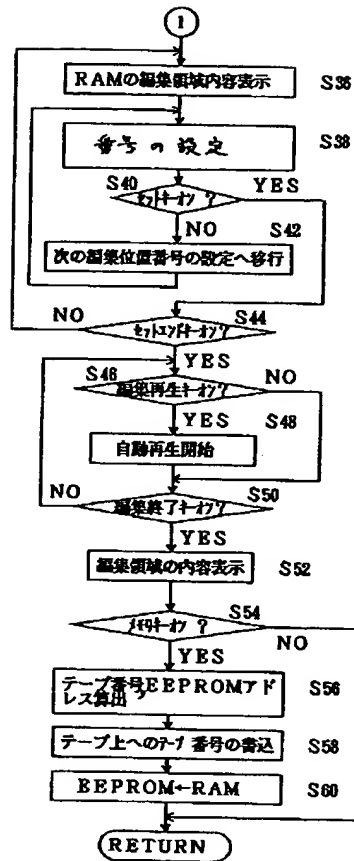 1
RAMの編集領域内容表示 S36
番号の設定 S38
S40
セットキーオン? YES
NO S42
次の編集位置番号の設定へ移行
NO セットエンドキーオン? S44
YES
S46 編集再生キーオン? NO
YES S48
自動再生開始
NO 編集終了キーオン? S50
YES
編集領域の内容表示 S52
メモリキーオン? S54
YES NO
テープ番号,EEPROMアド
レス算出 S56
テープ上へのテープ番号の書込 S58
EEPROM←RAM S60
RETURN